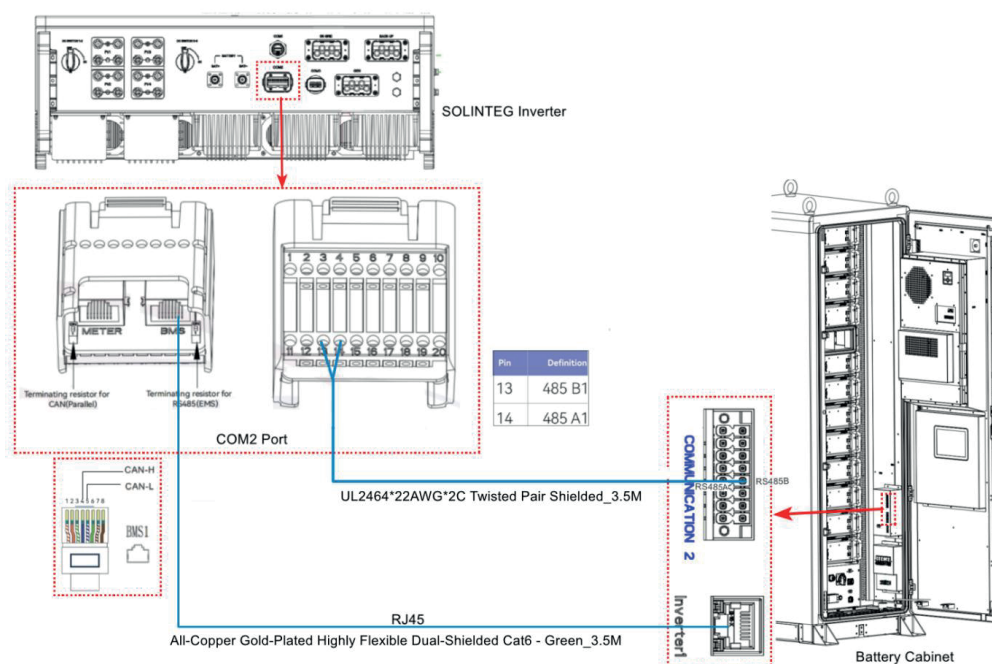 SOLINTEG Inverter
COM2
1 2 3 4 5 6 7 8 9 10
11 12 13 14 15 16 17 18 19 20
METER
BMS
Terminating resistor for
CAN(Parallel)
Terminating resistor for
RS485(EMS)
COM2 Port
Pin Definition
13 485 B1
14 485 A1
CAN-H
CAN-L
1 2 3 4 5 6 7 8
BMS1
UL2464*22AWG*2C Twisted Pair Shielded_3.5M
COMMUNICATION 2
RS485A
RS485B
RJ45
All-Copper Gold-Plated Highly Flexible Dual-Shielded Cat6 - Green_3.5M
Inverter1
Battery Cabinet